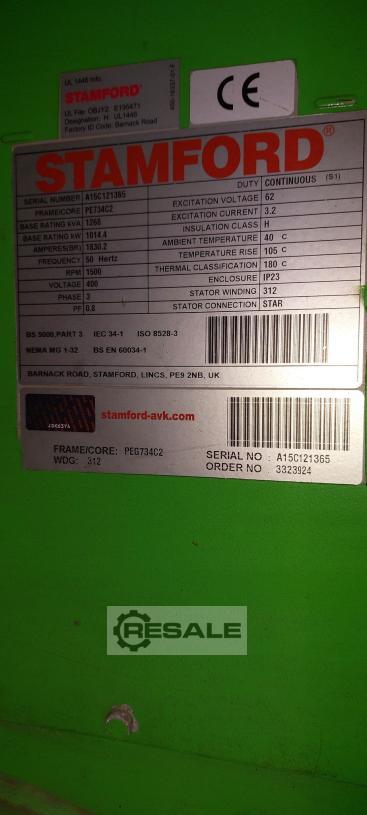 UL 1446 Info.
STAMFORD
UL File: OBJY2. E195471
Designation: H. UL1446
Factory ID Code: Barnack Road
CE
STAMFORD®
SERIAL NUMBER A15C121365
FRAME/CORE PE734C2
BASE RATING kVA 1268
BASE RATING kW 1014.4
AMPERES(BR) 1830.2
FREQUENCY 50 Hertz
RPM 1500
VOLTAGE 400
PHASE 3
PF 0.8
DUTY CONTINUOUS (S1)
EXCITATION VOLTAGE 62
EXCITATION CURRENT 3.2
INSULATION CLASS H
AMBIENT TEMPERATURE 40 C
TEMPERATURE RISE 105 C
THERMAL CLASSIFICATION 180 C
ENCLOSURE IP23
STATOR WINDING 312
STATOR CONNECTION STAR
BS 5000,PART 3 IEC 34-1 ISO 8528-3
NEMA MG 1-32 BS EN 60034-1
BARNACK ROAD, STAMFORD, LINCS, PE9 2NB, UK
stamford-avk.com
FRAME/CORE: PEG734C2
WDG: 312
SERIAL NO : A15C121365
ORDER NO : 3323924
RESALE